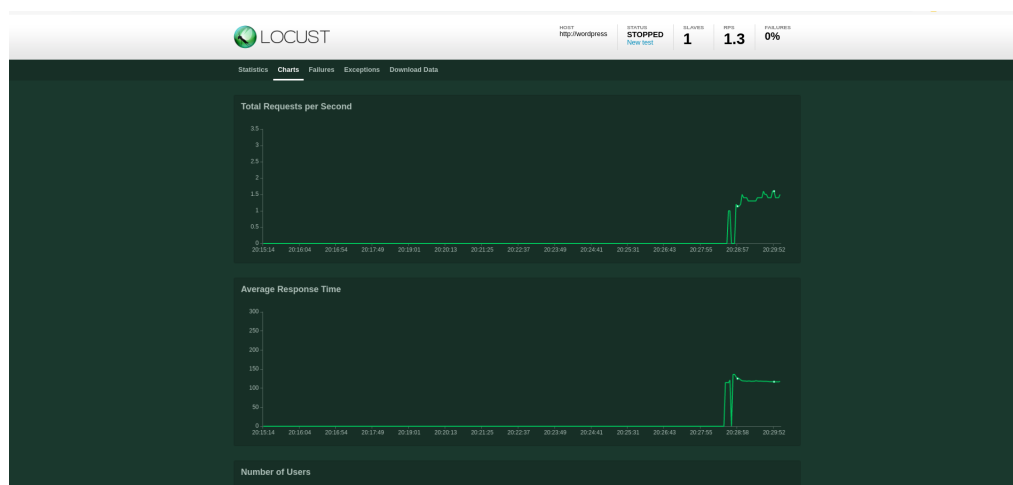 LOCUST
HOST
http://wordpress
STATUS
STOPPED
New test
SLAVES
1
RPS
1.3
FAILURES
0%
Statistics Charts Failures Exceptions Download Data
Total Requests per Second
3.5
3
2.5
2
1.5
1
0.5
0
20:15:14 20:16:04 20:16:54 20:17:49 20:19:01 20:20:13 20:21:25 20:22:37 20:23:49 20:24:41 20:25:31 20:26:43 20:27:55 20:28:57 20:29:52
Average Response Time
300
250
200
150
100
50
0
20:15:14 20:16:04 20:16:54 20:17:49 20:19:01 20:20:13 20:21:25 20:22:37 20:23:49 20:24:41 20:25:31 20:26:43 20:27:55 20:28:58 20:29:52
Number of Users